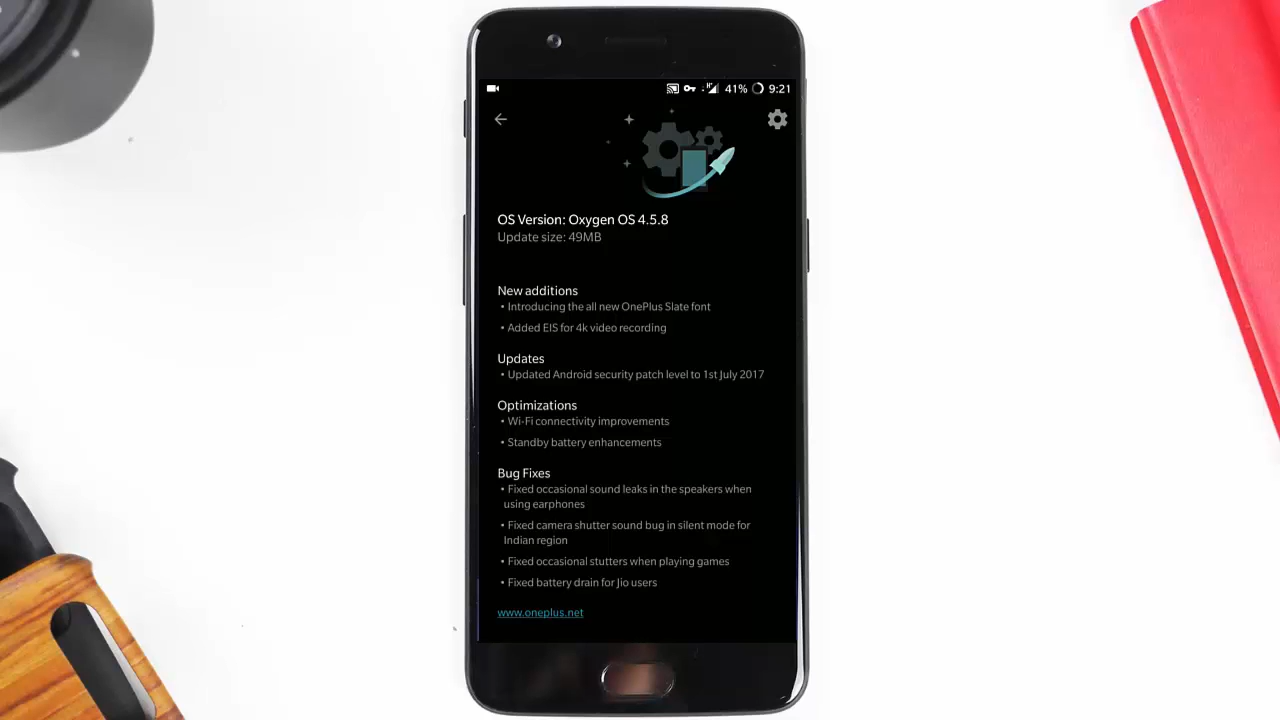 41% 9:21
OS Version: Oxygen OS 4.5.8
Update size: 49MB
New additions
• Introducing the all new OnePlus Slate font
• Added EIS for 4k video recording
Updates
• Updated Android security patch level to 1st July 2017
Optimizations
• Wi-Fi connectivity improvements
• Standby battery enhancements
Bug Fixes
• Fixed occasional sound leaks in the speakers when
using earphones
• Fixed camera shutter sound bug in silent mode for
Indian region
• Fixed occasional stutters when playing games
• Fixed battery drain for Jio users
www.oneplus.net